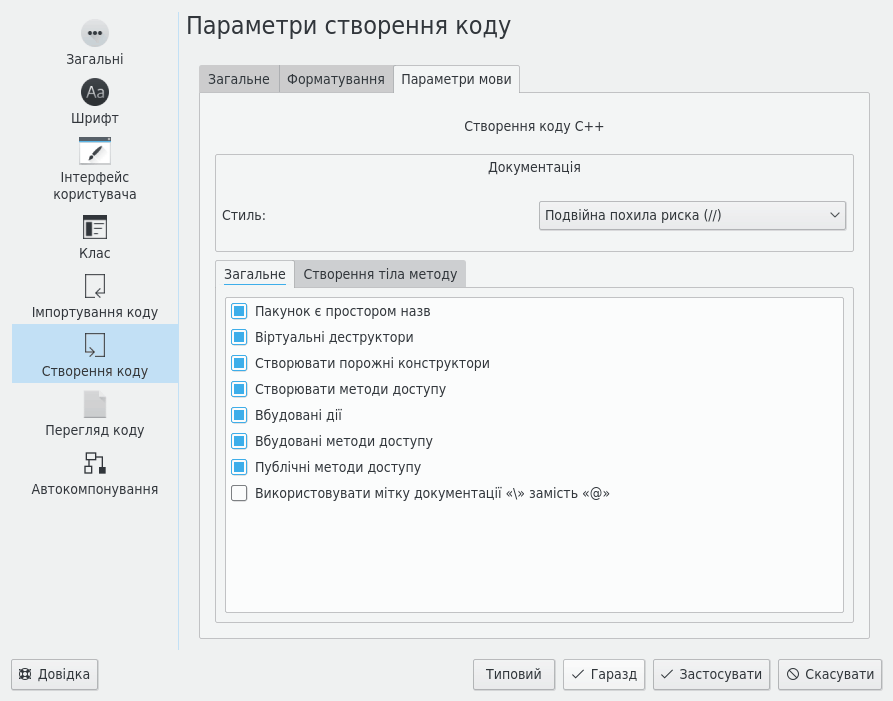 Параметри створення коду
Загальні
Aa
Шрифт
Інтерфейс
користувача
Клас
Імпортування коду
Створення коду
Перегляд коду
Автокомпонування
Загальне Форматування Параметри мови
Створення коду C++
Документація
Стиль: Подвійна похила риска (//)
Загальне Створення тіла методу
Пакунок є простором назв
Віртуальні деструктори
Створювати порожні конструктори
Створювати методи доступу
Вбудовані дії
Вбудовані методи доступу
Публічні методи доступу
Використовувати мітку документації «\» замість «@»
Довідка Типовий Гаразд Застосувати Скасувати